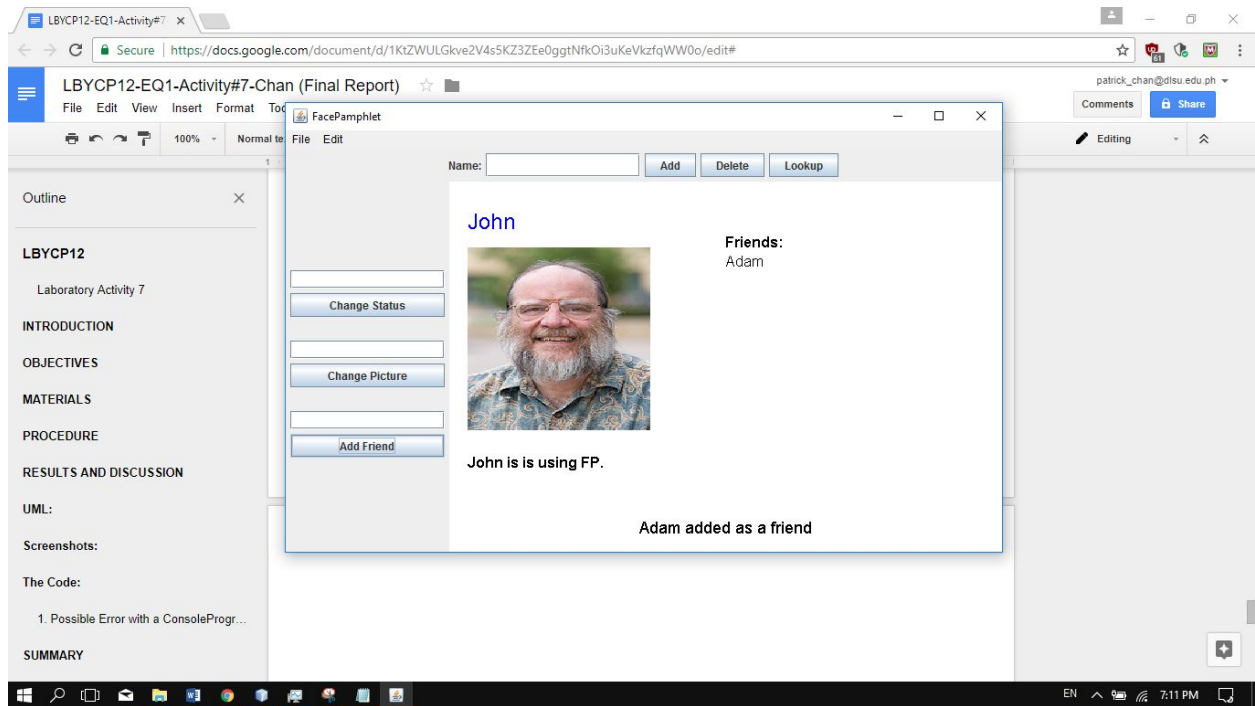 LBYCP12-EQ1-Activity#7
Secure https://docs.google.com/document/d/1KtZWULGkve2V4s5KZ3ZEe0ggtNfkOi3uKeVkzfqWW0o/edit#
61
LBYCP12-EQ1-Activity#7-Chan (Final Report)
patrick_chan@dlsu.edu.ph
File Edit View Insert Format Too
Comments Share
100% Normal te
Editing
1
FacePamphlet
File Edit
Name: Add Delete Lookup
Outline
LBYCP12
Laboratory Activity 7
INTRODUCTION
OBJECTIVES
MATERIALS
PROCEDURE
RESULTS AND DISCUSSION
UML:
Screenshots:
The Code:
1. Possible Error with a ConsoleProgr...
SUMMARY
Change Status
Change Picture
Add Friend
John
Friends:
Adam
John is is using FP.
Adam added as a friend
EN 7:11 PM